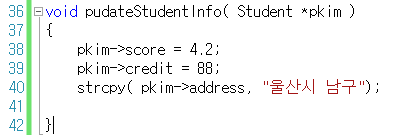 36 void pudateStudentInfo( Student *pkim )
37 {
38 pkim->score = 4.2;
39 pkim->credit = 88;
40 strcpy( pkim->address, "울산시 남구");
41
42 }